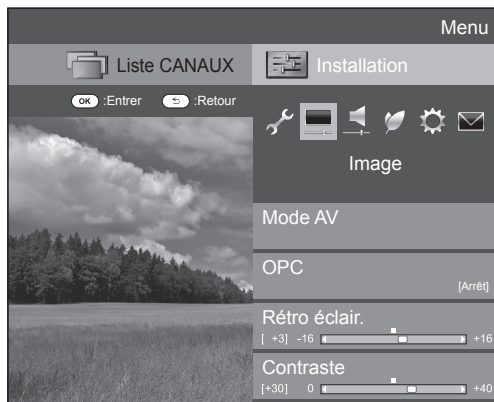 Menu
Liste CANAUX
Installation
OK :Entrer :Retour
Image
Mode AV
OPC
[Arrêt]
Rétro éclair.
[ +3] -16 +16
Contraste
[+30] 0 +40